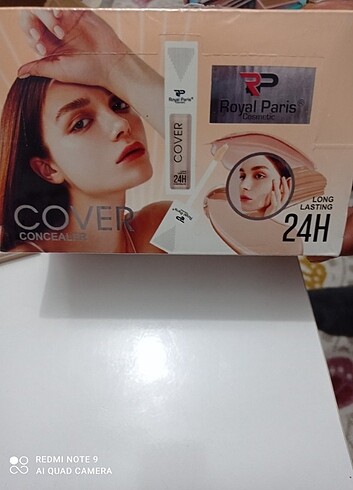 RP
Royal Paris
Cosmetic
RP
Royal Paris
COVER
24H
COVER
CONCEALER
LONG
LASTING
24H
REDMI NOTE 9
AI QUAD CAMERA